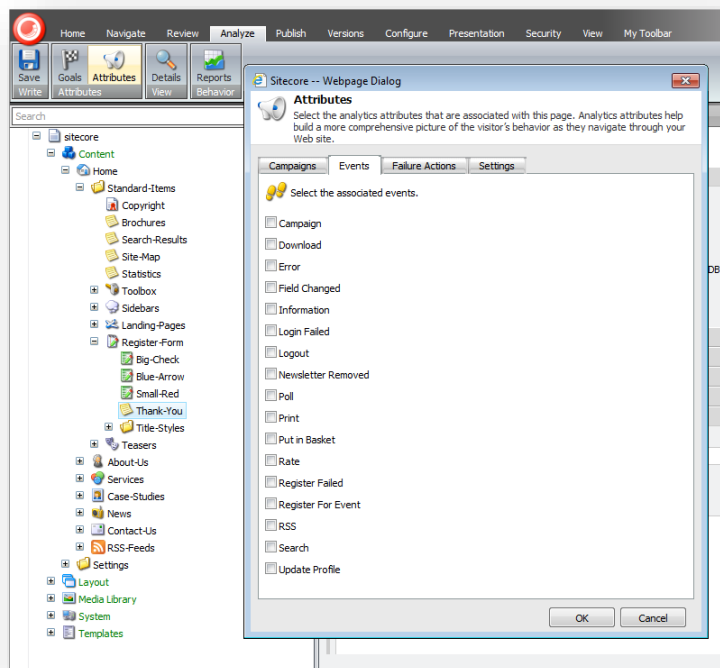 Home Navigate Review Analyze Publish Versions Configure Presentation Security View My Toolbar
Save Goals Attributes Details Reports
Write Attributes View Behavior
Search
sitecore
Content
Home
Standard-Items
Copyright
Brochures
Search-Results
Site-Map
Statistics
Toolbox
Sidebars
Landing-Pages
Register-Form
Big-Check
Blue-Arrow
Small-Red
Thank-You
Title-Styles
Teasers
About-Us
Services
Case-Studies
News
Contact-Us
RSS-Feeds
Settings
Layout
Media Library
System
Templates
Sitecore -- Webpage Dialog
Attributes
Select the analytics attributes that are associated with this page. Analytics attributes help
build a more comprehensive picture of the visitor's behavior as they navigate through your
Web site.
Campaigns Events Failure Actions Settings
Select the associated events.
Campaign
Download
Error
Field Changed
Information
Login Failed
Logout
Newsletter Removed
Poll
Print
Put in Basket
Rate
Register Failed
Register For Event
RSS
Search
Update Profile
OK Cancel
DB